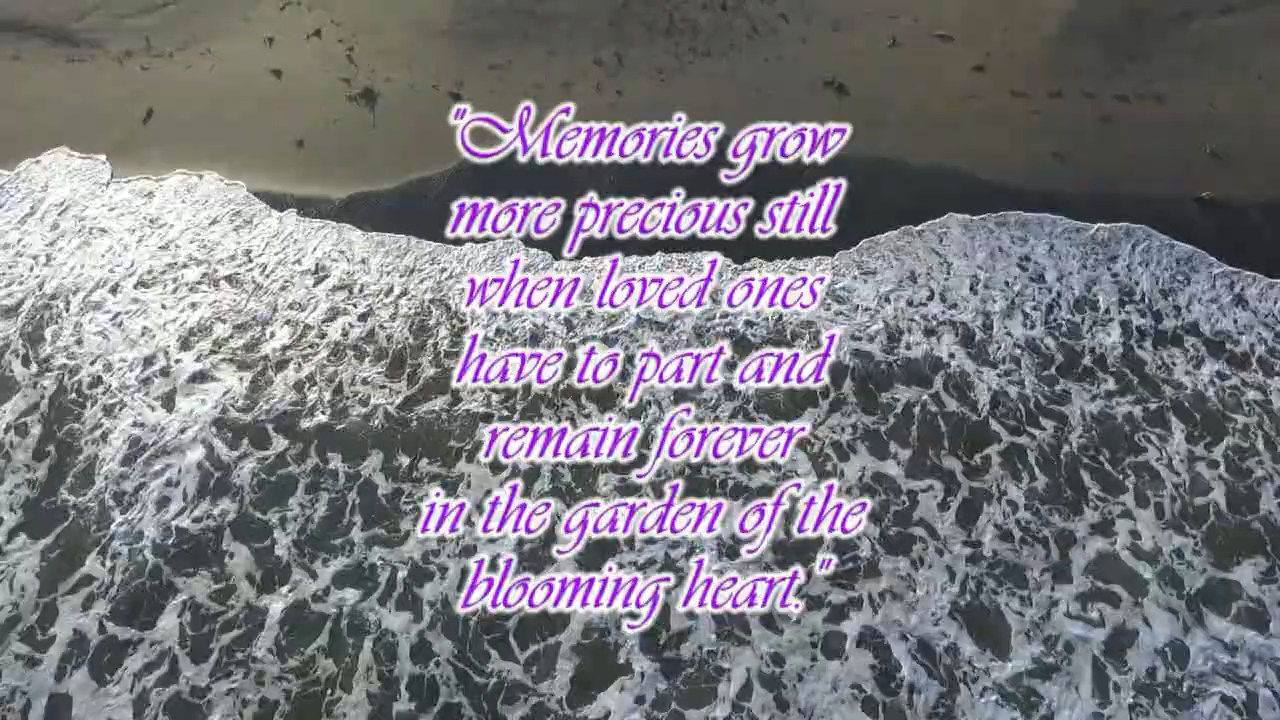 "Memories grow
more precious still
when loved ones
have to part and
remain forever
in the garden of the
blooming heart."